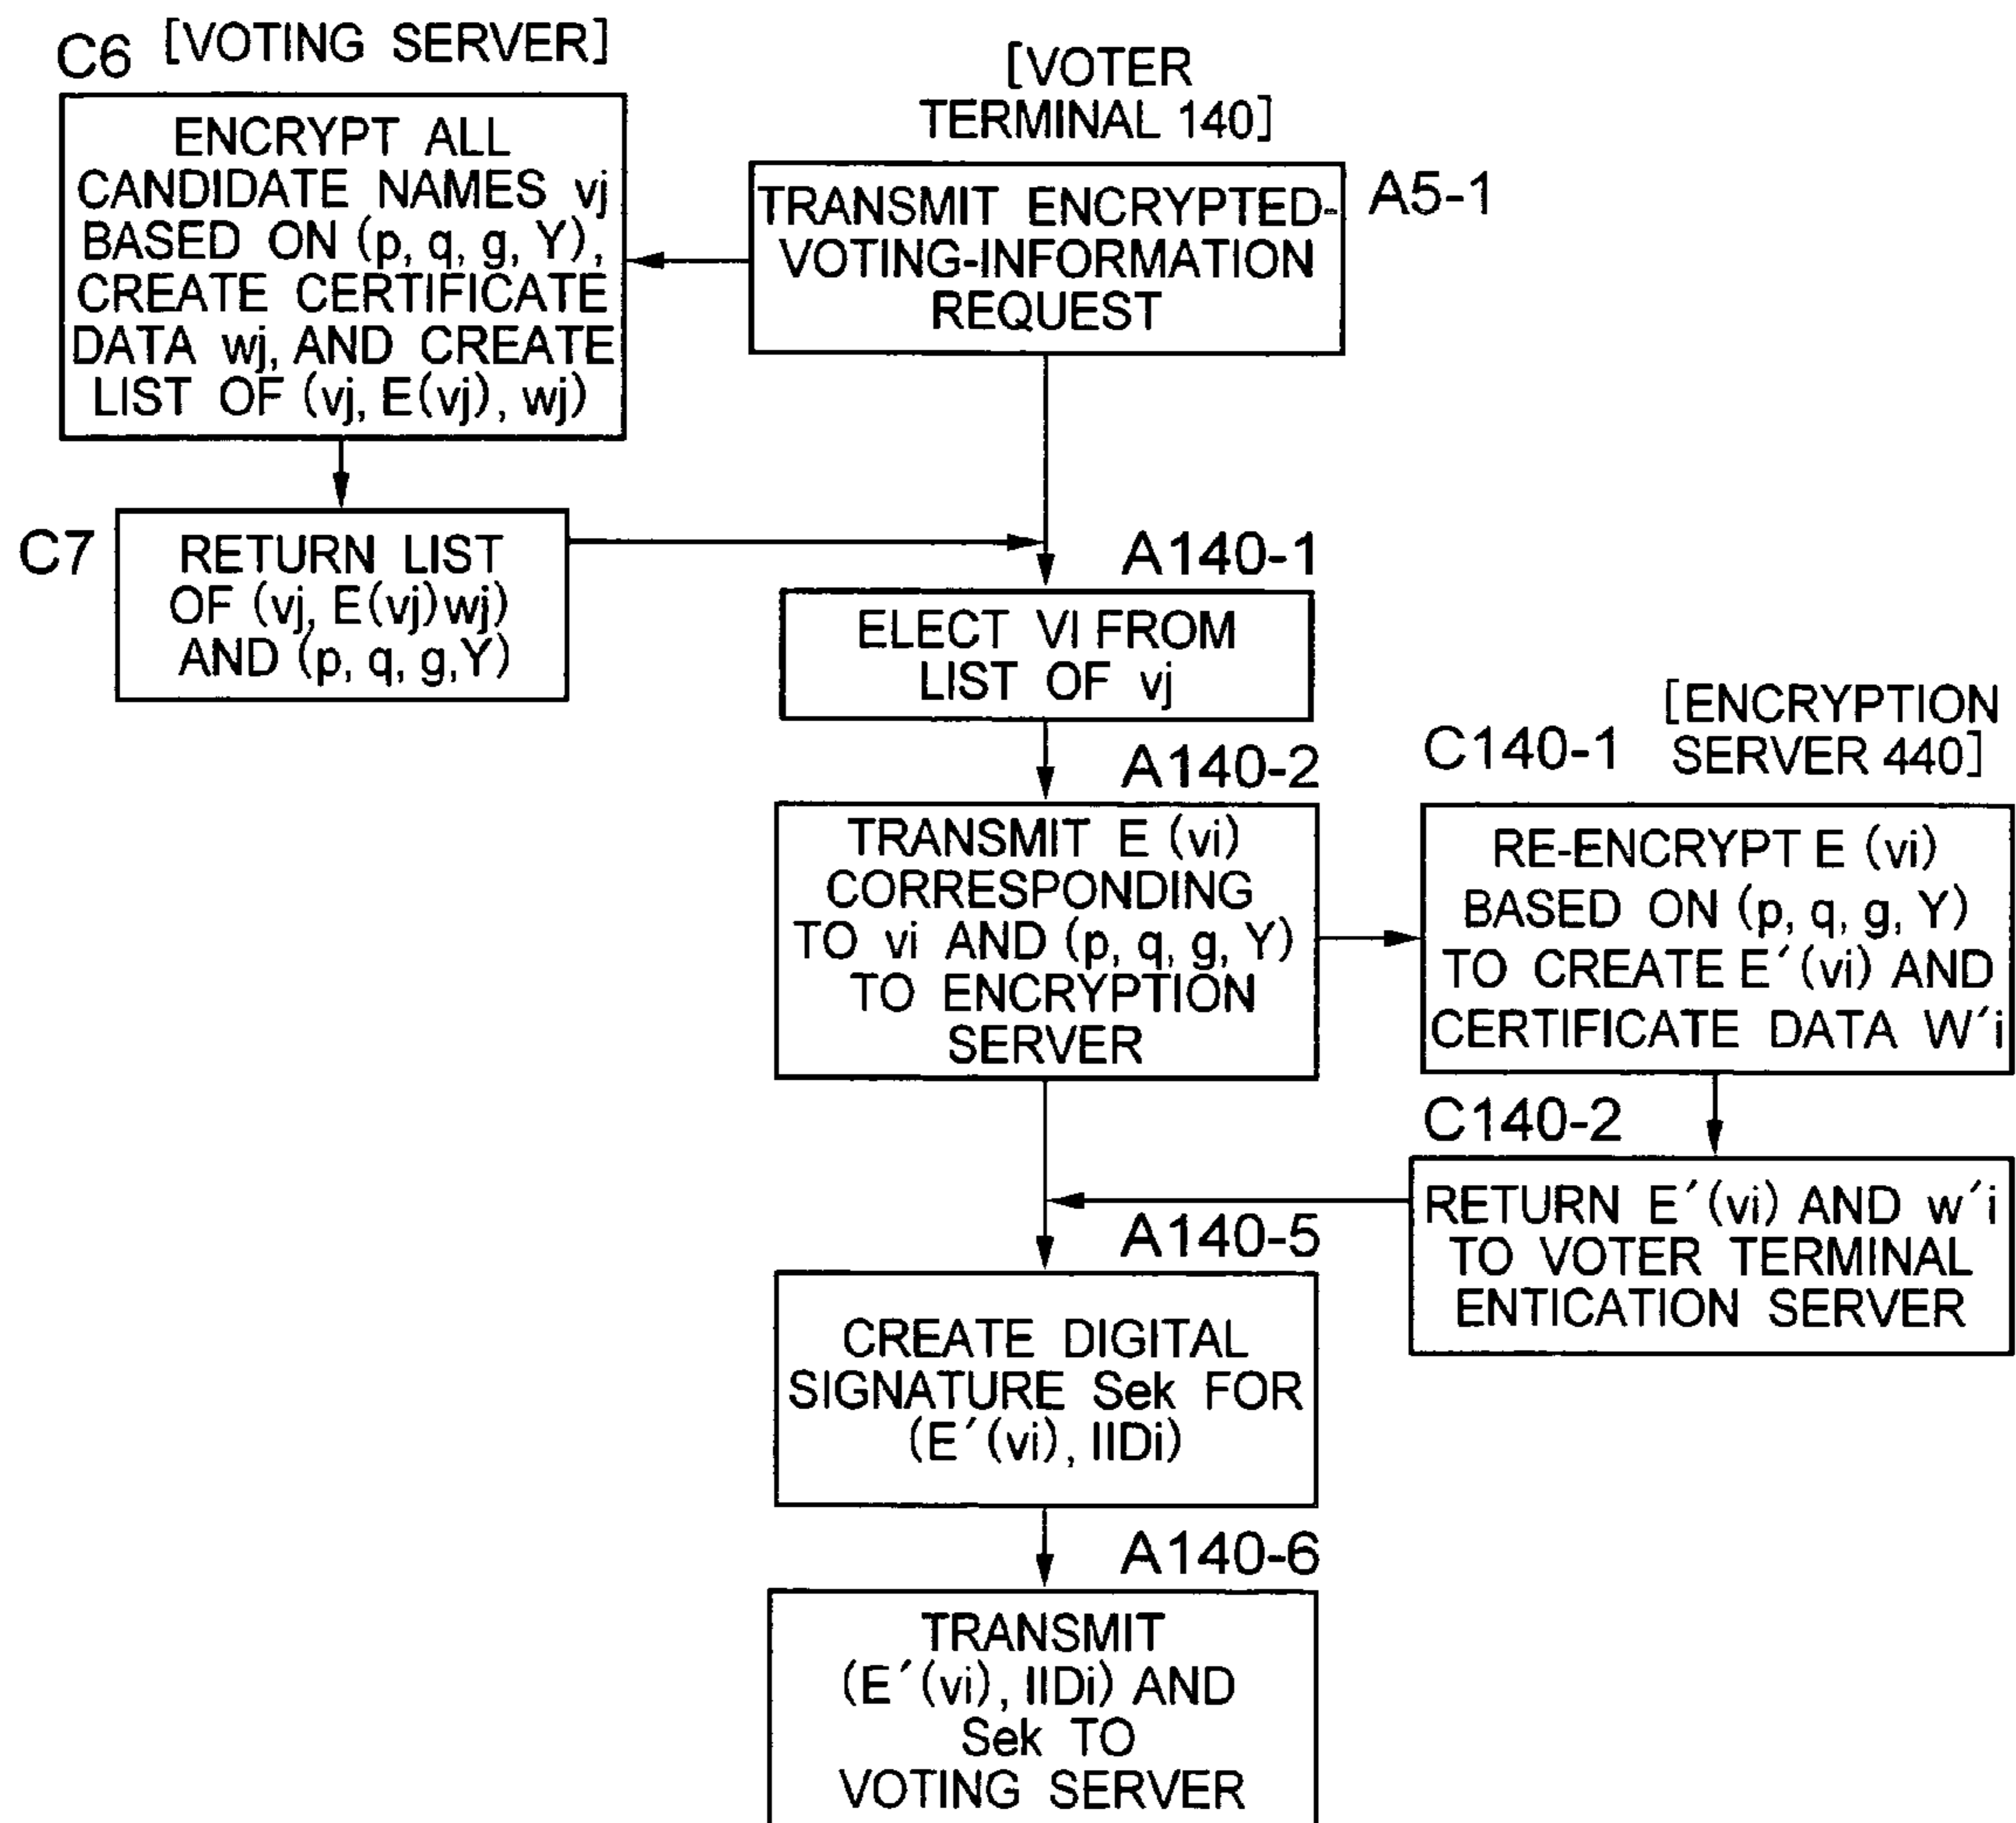 C6 [VOTING SERVER]
ENCRYPT ALL
CANDIDATE NAMES vj
BASED ON (p, q, g, Y),
CREATE CERTIFICATE
DATA wj, AND CREATE
LIST OF (vj, E(vj), wj)
[VOTER
TERMINAL 140]
TRANSMIT ENCRYPTED-
VOTING-INFORMATION
REQUEST
A5-1
C7
RETURN LIST
OF (vj, E(vj)wj)
AND (p, q, g,Y)
A140-1
ELECT VI FROM
LIST OF vj
A140-2
TRANSMIT E (vi)
CORRESPONDING
TO vi AND (p, q, g, Y)
TO ENCRYPTION
SERVER
C140-1
[ENCRYPTION
SERVER 440]
RE-ENCRYPT E (vi)
BASED ON (p, q, g, Y)
TO CREATE E′(vi) AND
CERTIFICATE DATA W′i
C140-2
RETURN E′(vi) AND w′i
TO VOTER TERMINAL
ENTICATION SERVER
A140-5
CREATE DIGITAL
SIGNATURE Sek FOR
(E′(vi), IIDi)
A140-6
TRANSMIT
(E′(vi), IIDi) AND
Sek TO
VOTING SERVER